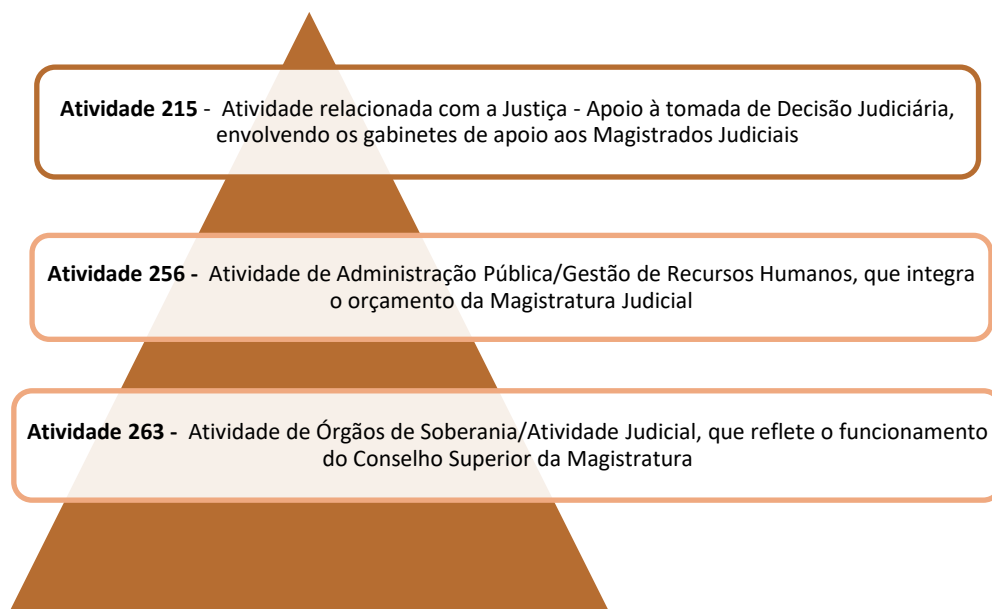 Atividade 215 - Atividade relacionada com a Justiça - Apoio à tomada de Decisão Judiciária,
envolvendo os gabinetes de apoio aos Magistrados Judiciais
Atividade 256 - Atividade de Administração Pública/Gestão de Recursos Humanos, que integra
o orçamento da Magistratura Judicial
Atividade 263 - Atividade de Órgãos de Soberania/Atividade Judicial, que reflete o funcionamento
do Conselho Superior da Magistratura